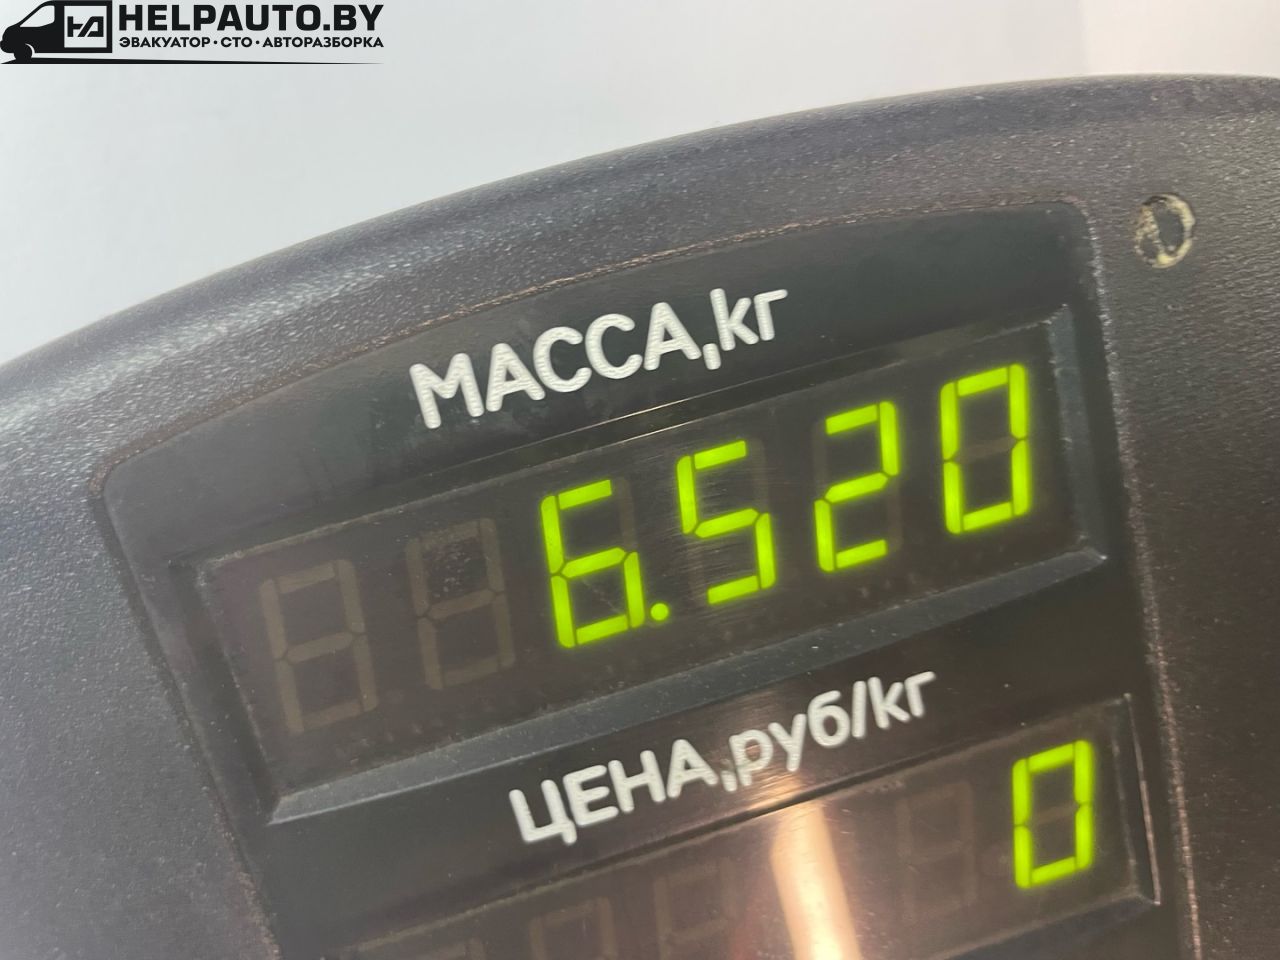 HELPAUTO.BY
ЭВАКУАТОР · СТО · АВТОРАЗБОРКА
МАССА,кг
6.520
ЦЕНА,руб/кг
0